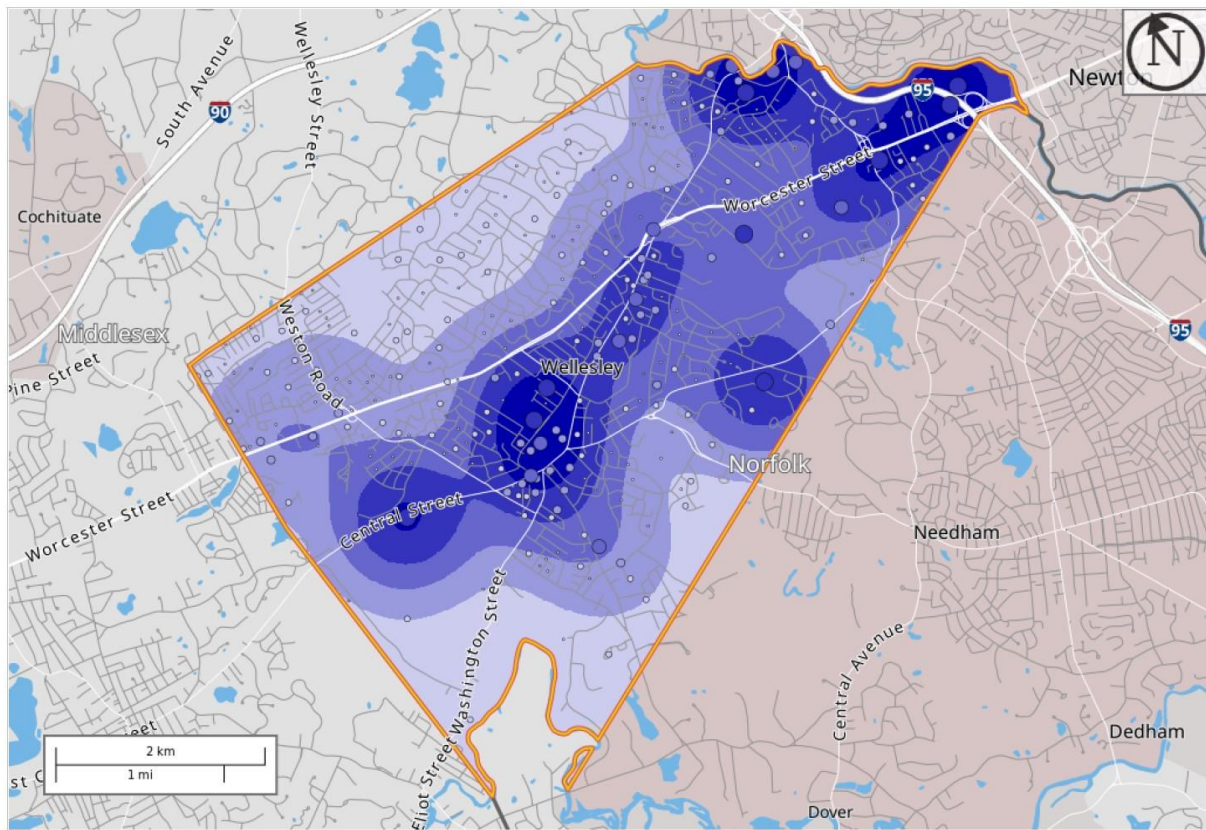 South Avenue
Wellesley Street
N
Newton
95
90
Worcester Street
Cochituate
Weston Road
Middlesex
95
Pine Street
Wellesley
Norfolk
Central Street
Worcester Street
Needham
Washington Street
Central Avenue
Street
Dedham
2 km
1 mi
Eliot Street
Dover